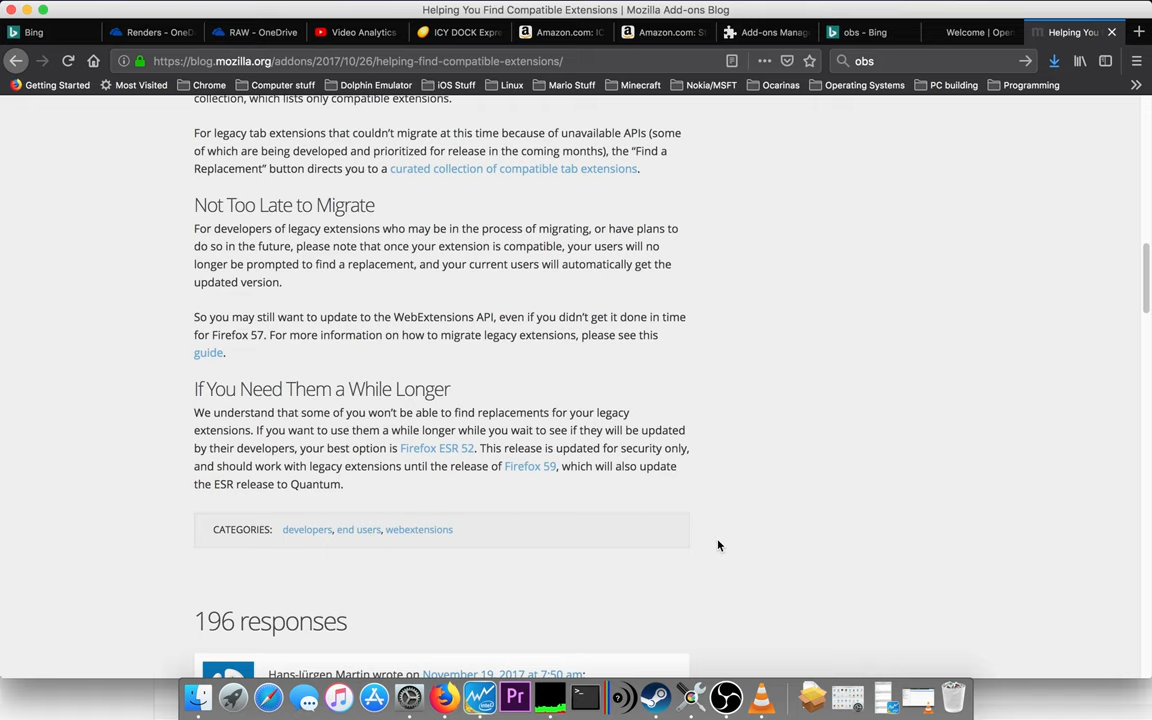 Helping You Find Compatible Extensions | Mozilla Add-ons Blog
Bing
Renders - OneD
RAW - OneDrive
Video Analytics
ICY DOCK Expr
Amazon.com: IC
Amazon.com: S
Add-ons Mana
obs - Bing
Welcome | Open
Helping You
https://blog.mozilla.org/addons/2017/10/26/helping-find-compatible-extensions/
obs
Getting Started
Most Visited
Chrome
Computer stuff
Dolphin Emulator
iOS Stuff
Linux
Mario Stuff
Minecraft
Nokia/MSFT
Ocarinas
Operating Systems
PC building
Programming
collection, which lists only compatible extensions.
For legacy tab extensions that couldn't migrate at this time because of unavailable APIs (some
of which are being developed and prioritized for release in the coming months), the “Find a
Replacement” button directs you to a curated collection of compatible tab extensions.
Not Too Late to Migrate
For developers of legacy extensions who may be in the process of migrating, or have plans to
do so in the future, please note that once your extension is compatible, your users will no
longer be prompted to find a replacement, and your current users will automatically get the
updated version.
So you may still want to update to the WebExtensions API, even if you didn't get it done in time
for Firefox 57. For more information on how to migrate legacy extensions, please see this
guide.
If You Need Them a While Longer
We understand that some of you won't be able to find replacements for your legacy
extensions. If you want to use them a while longer while you wait to see if they will be updated
by their developers, your best option is Firefox ESR 52. This release is updated for security only,
and should work with legacy extensions until the release of Firefox 59, which will also update
the ESR release to Quantum.
CATEGORIES: developers, end users, webextensions
196 responses
Hans-Jürgen Martin wrote on November 19, 2017 at 7:50 am:
Pr